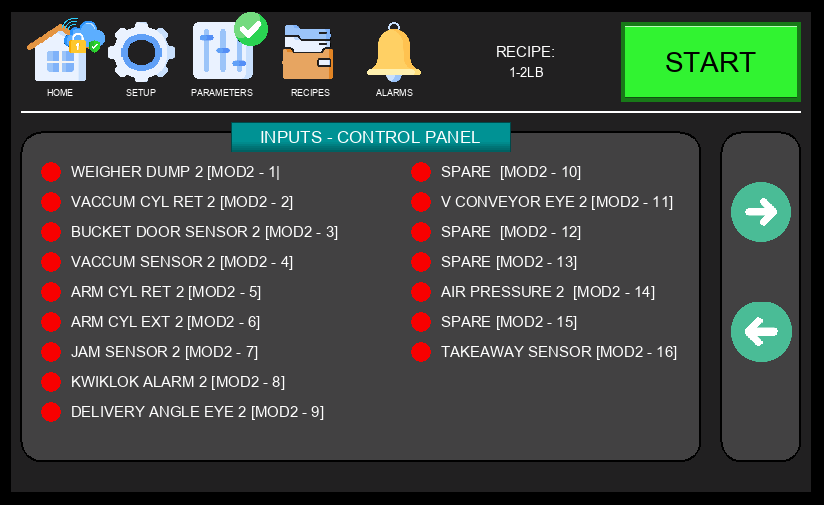 HOME
SETUP
PARAMETERS
RECIPES
ALARMS
RECIPE:
1-2LB
START
INPUTS - CONTROL PANEL
WEIGHER DUMP 2 [MOD2 - 1|
VACCUM CYL RET 2 [MOD2 - 2]
BUCKET DOOR SENSOR 2 [MOD2 - 3]
VACCUM SENSOR 2 [MOD2 - 4]
ARM CYL RET 2 [MOD2 - 5]
ARM CYL EXT 2 [MOD2 - 6]
JAM SENSOR 2 [MOD2 - 7]
KWIKLOK ALARM 2 [MOD2 - 8]
DELIVERY ANGLE EYE 2 [MOD2 - 9]
SPARE  [MOD2 - 10]
V CONVEYOR EYE 2 [MOD2 - 11]
SPARE  [MOD2 - 12]
SPARE [MOD2 - 13]
AIR PRESSURE 2  [MOD2 - 14]
SPARE [MOD2 - 15]
TAKEAWAY SENSOR [MOD2 - 16]